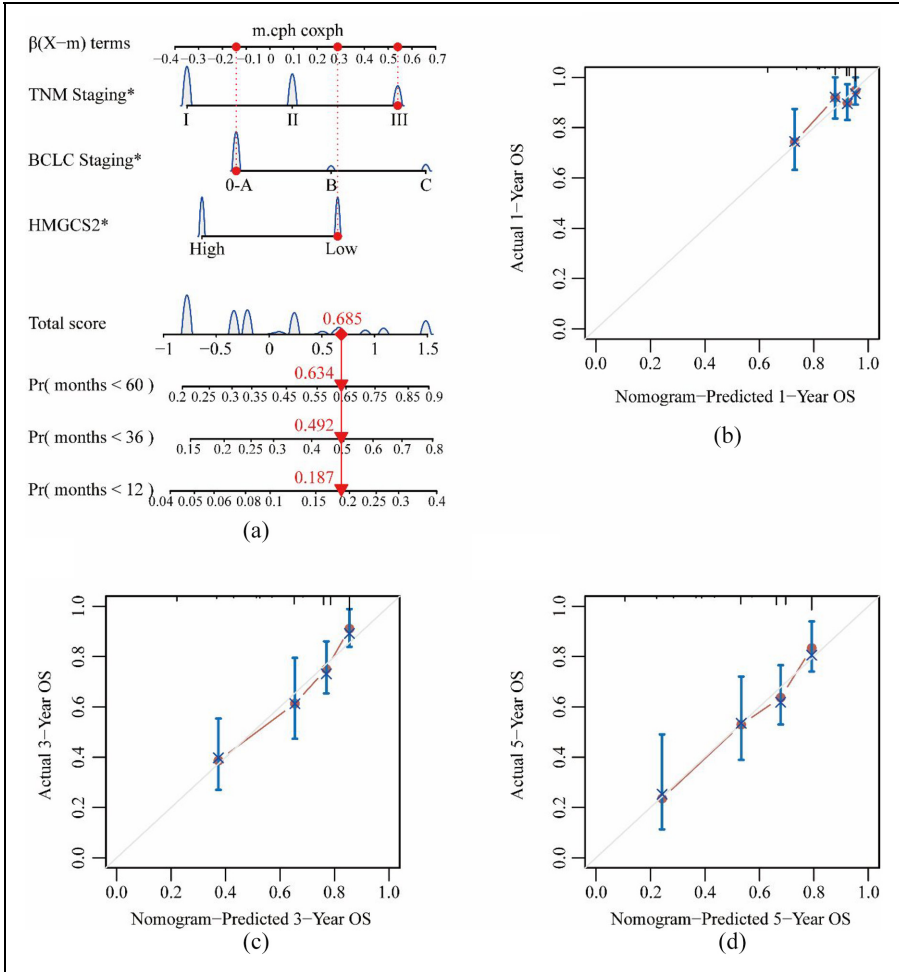 m.cph coxph
β(X−m) terms
−0.4 −0.3 −0.2 −0.1 0 0.1 0.2 0.3 0.4 0.5 0.6 0.7
TNM Staging*
I II III
BCLC Staging*
0-A B C
HMGCS2*
High Low
Total score
0.685
−1 −0.5 0 0.5 1 1.5
0.634
Pr( months < 60 )
0.2 0.25 0.3 0.35 0.45 0.55 0.65 0.75 0.85 0.9
0.492
Pr( months < 36 )
0.15 0.2 0.25 0.3 0.4 0.5 0.6 0.7 0.8
0.187
Pr( months < 12 )
0.04 0.05 0.06 0.08 0.1 0.15 0.2 0.25 0.3 0.4
(a)
Actual 1−Year OS
0.0 0.2 0.4 0.6 0.8 1.0
0.0 0.2 0.4 0.6 0.8 1.0
Nomogram−Predicted 1−Year OS
(b)
Actual 3−Year OS
0.0 0.2 0.4 0.6 0.8 1.0
0.0 0.2 0.4 0.6 0.8 1.0
Nomogram−Predicted 3−Year OS
(c)
Actual 5−Year OS
0.0 0.2 0.4 0.6 0.8 1.0
0.0 0.2 0.4 0.6 0.8 1.0
Nomogram−Predicted 5−Year OS
(d)